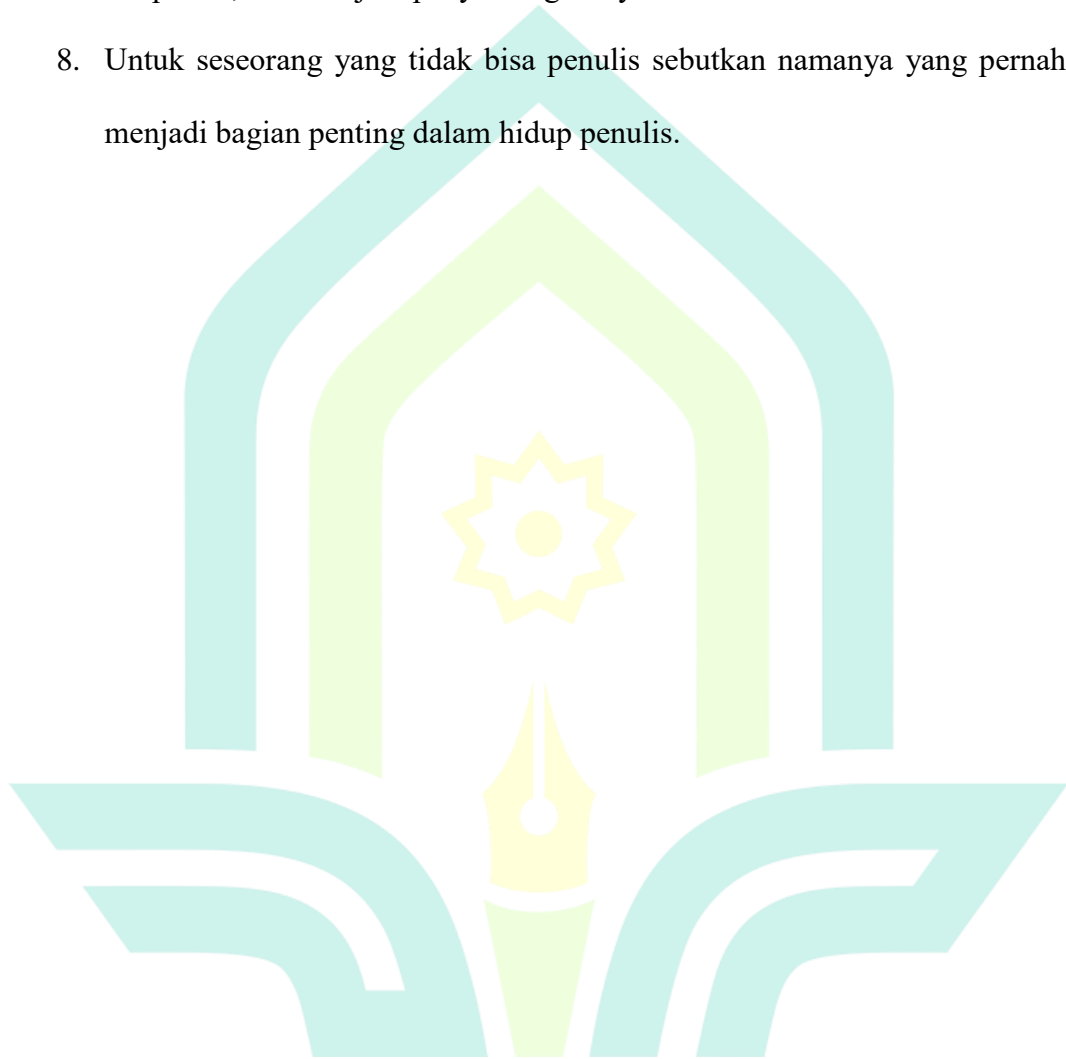 8. Untuk seseorang yang tidak bisa penulis sebutkan namanya yang pernah
menjadi bagian penting dalam hidup penulis.